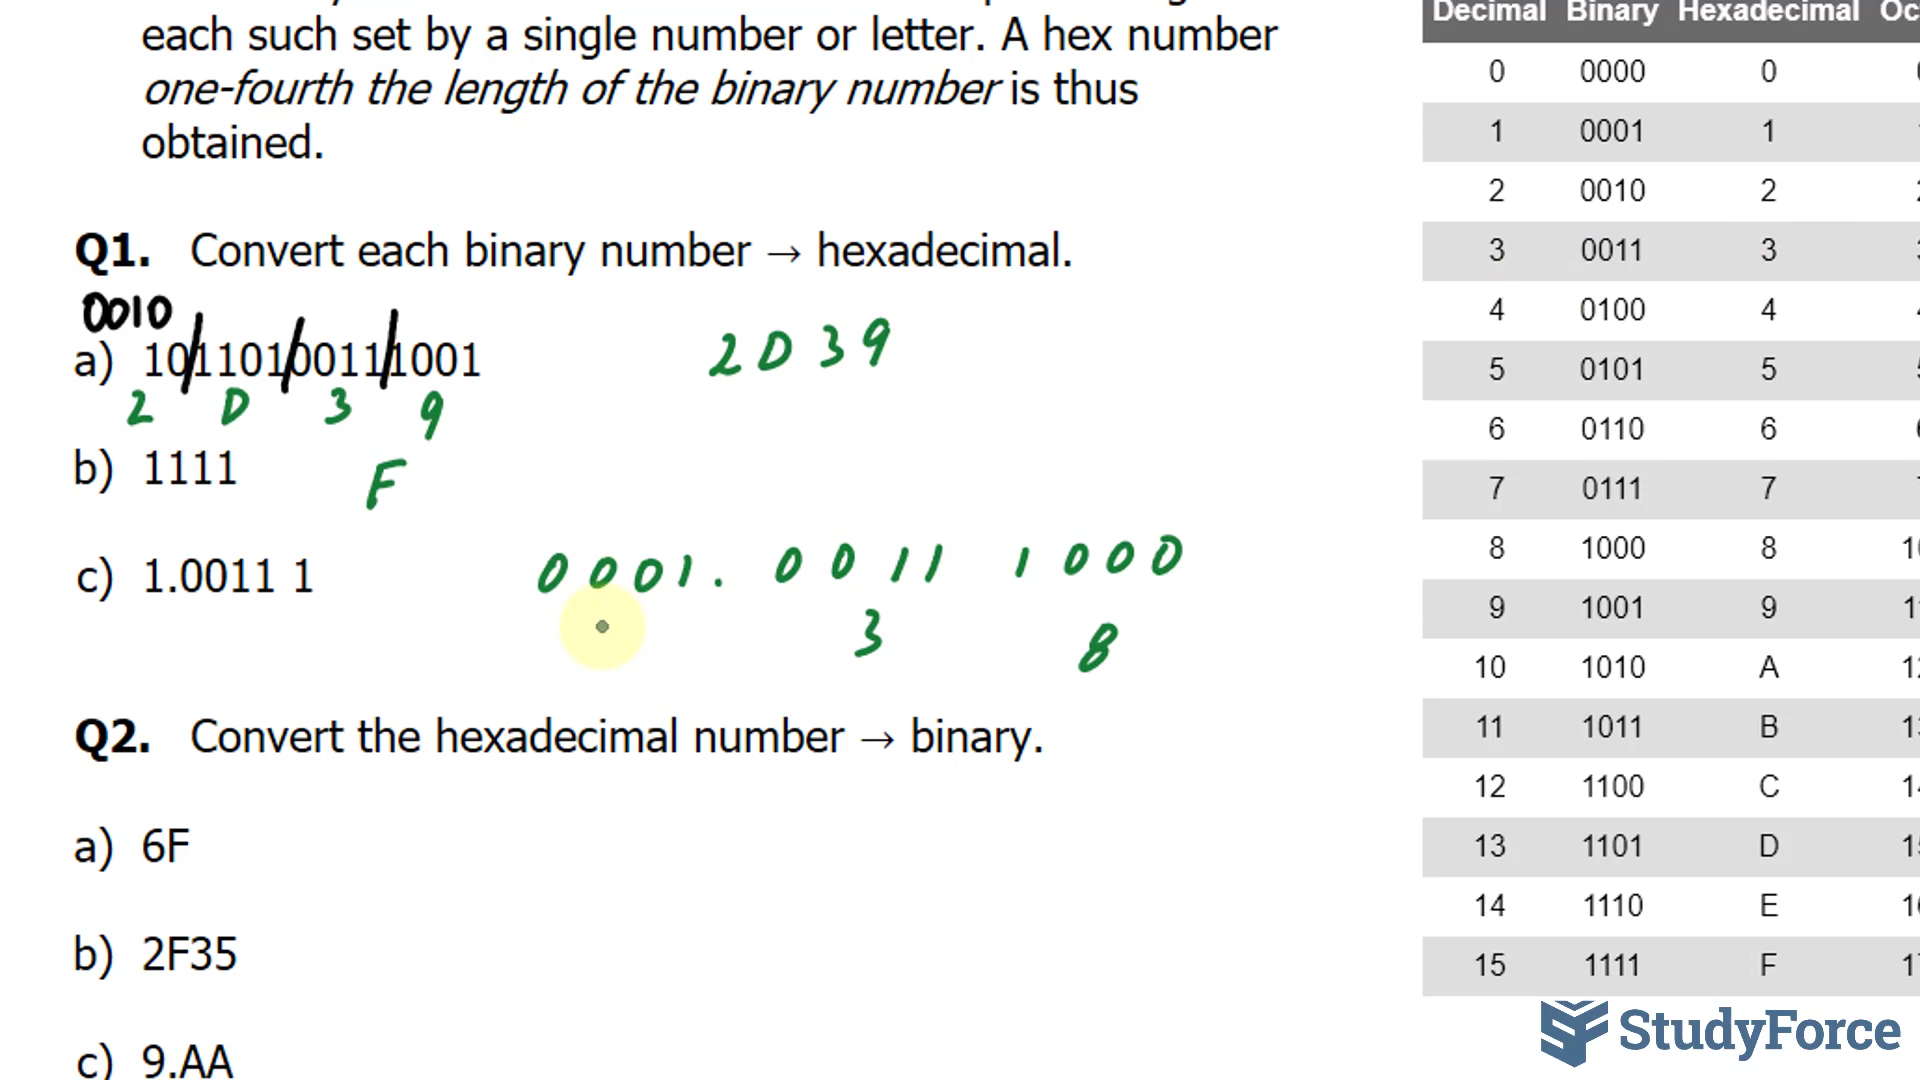 each such set by a single number or letter. A hex number
one-fourth the length of the binary number is thus
obtained.
Q1. Convert each binary number → hexadecimal.
0010
a) 10110100111001
2 D 3 9
2 D 3 9
b) 1111
F
c) 1.0011 1
0001. 0011 1000
3 8
Q2. Convert the hexadecimal number → binary.
a) 6F
b) 2F35
c) 9.AA
Decimal Binary Hexadecimal Oc
0 0000 0
1 0001 1
2 0010 2
3 0011 3
4 0100 4
5 0101 5
6 0110 6
7 0111 7
8 1000 8
9 1001 9
10 1010 A
11 1011 B
12 1100 C
13 1101 D
14 1110 E
15 1111 F
StudyForce